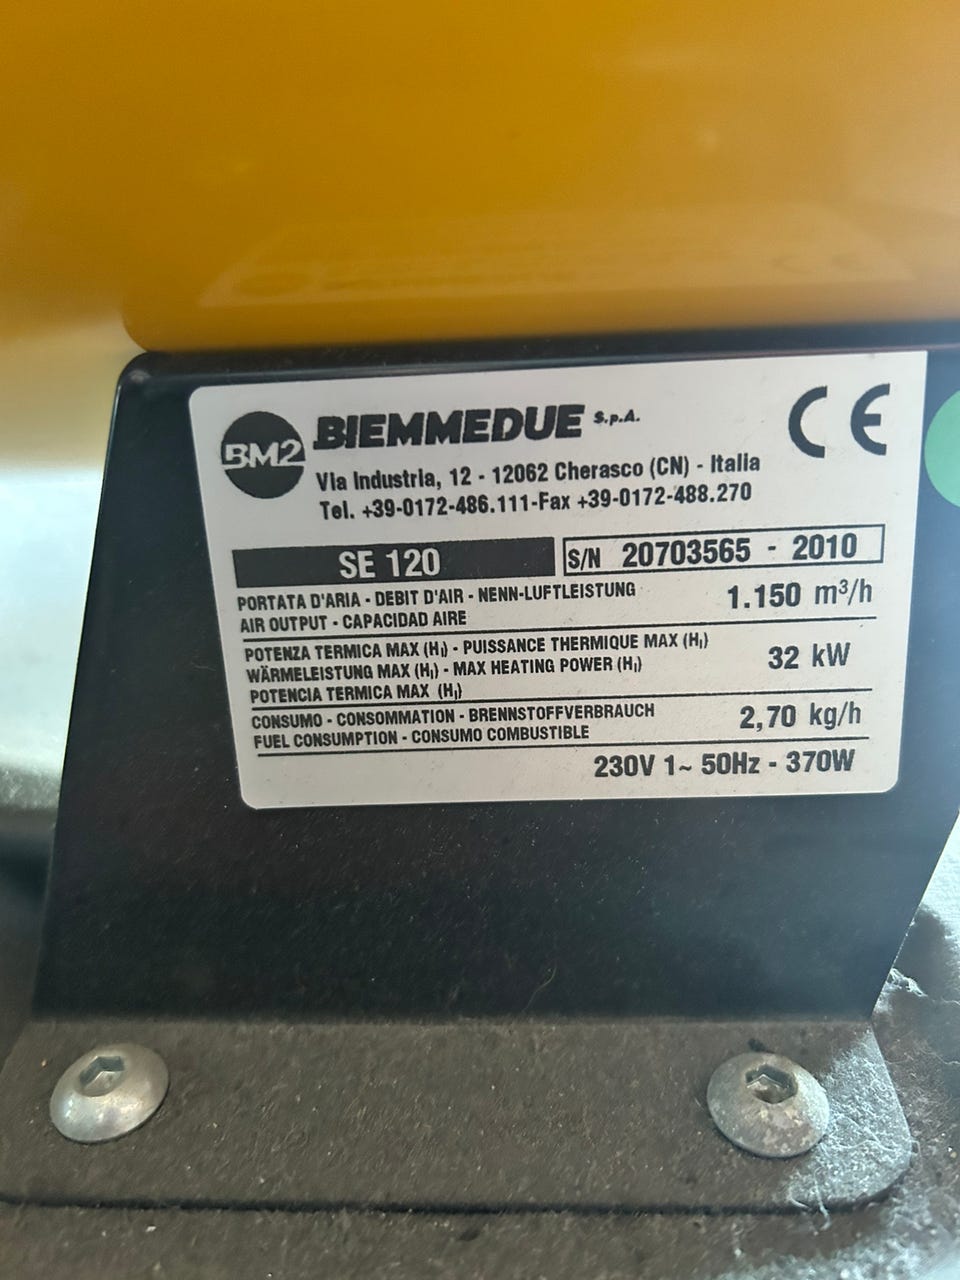 BM2 BIEMMEDUE S.p.A. CE
Via Industria, 12 - 12062 Cherasco (CN) - Italia
Tel. +39-0172-486.111-Fax +39-0172-488.270
SE 120 S/N 20703565 - 2010
PORTATA D'ARIA - DEBIT D'AIR - NENN-LUFTLEISTUNG
AIR OUTPUT - CAPACIDAD AIRE
1.150 m³/h
POTENZA TERMICA MAX (Hi) - PUISSANCE THERMIQUE MAX (Hi)
WÄRMELEISTUNG MAX (Hi) - MAX HEATING POWER (Hi)
POTENCIA TERMICA MAX (Hi)
32 kW
CONSUMO - CONSOMMATION - BRENNSTOFFVERBRAUCH
FUEL CONSUMPTION - CONSUMO COMBUSTIBLE
2,70 kg/h
230V 1~ 50Hz - 370W